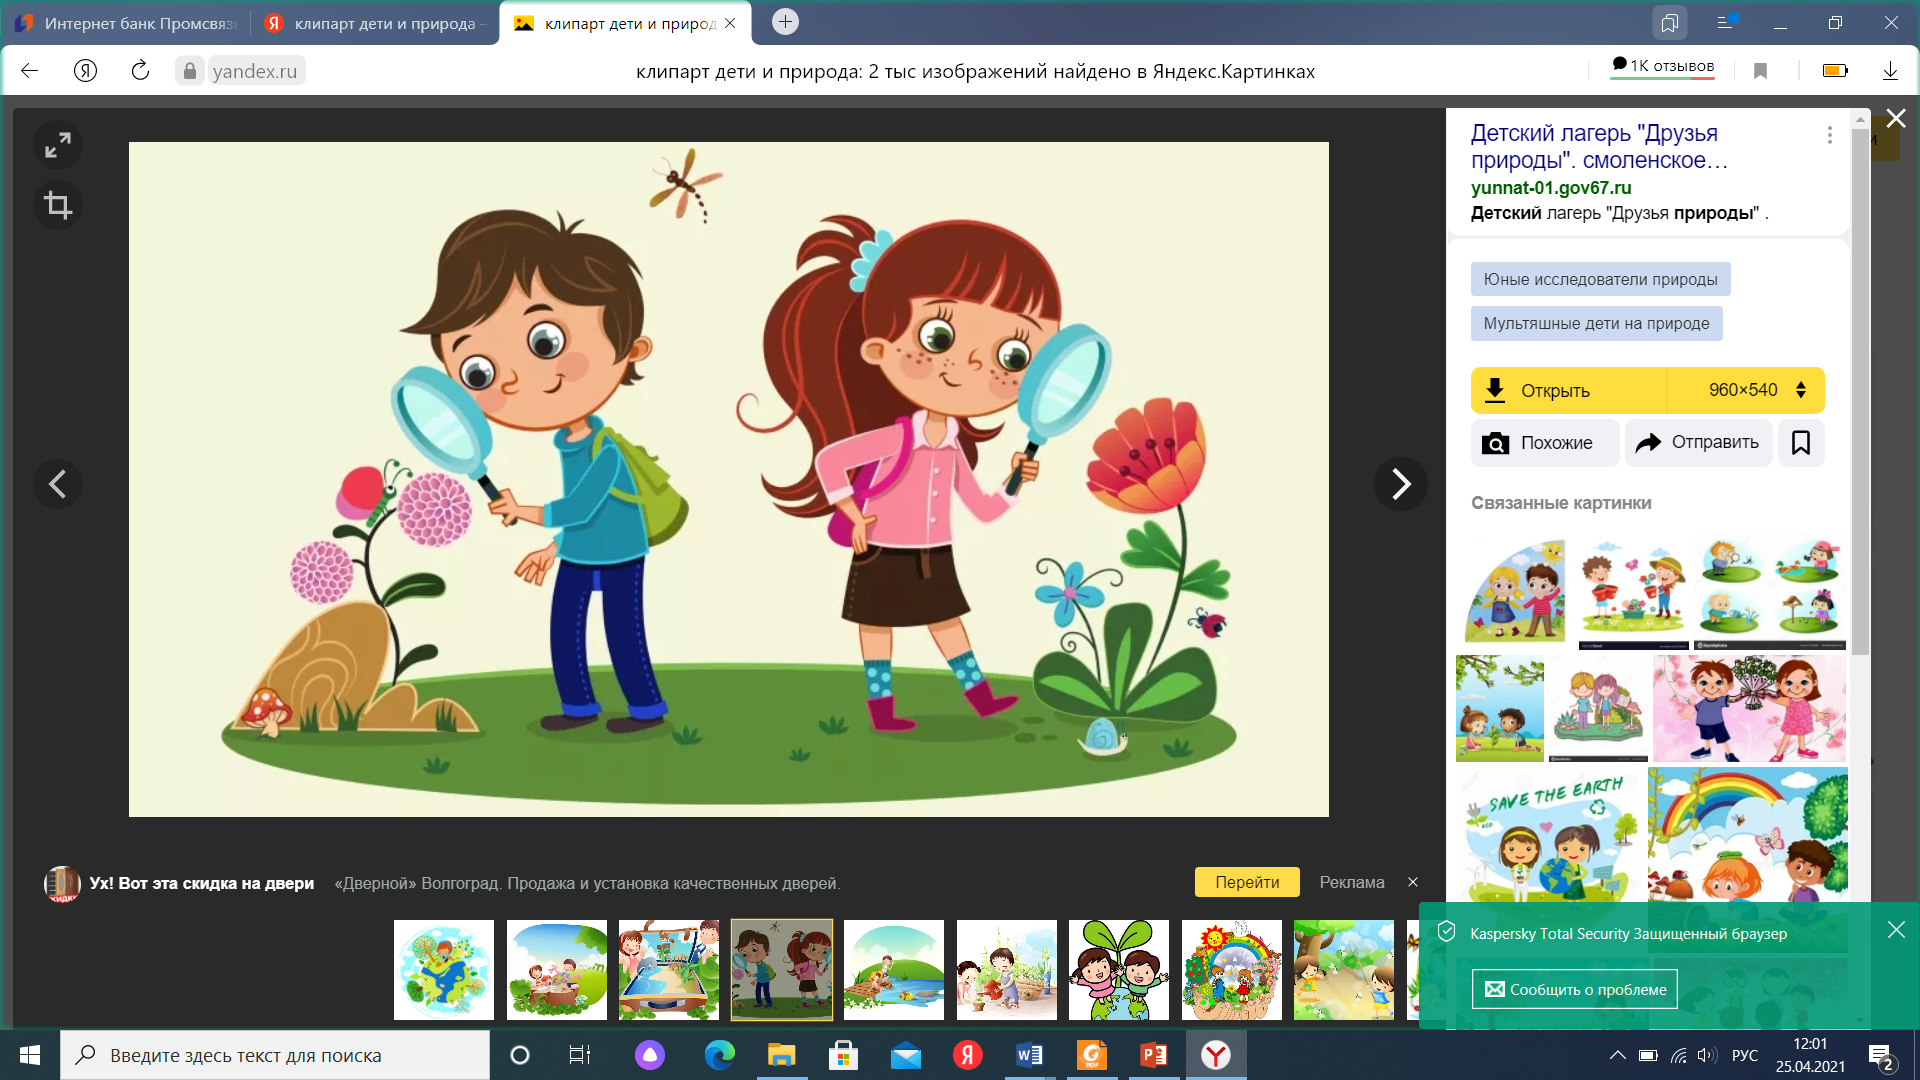 Интернет банк Промсвязь
клипарт дети и природа -
клипарт дети и природ
yandex.ru
клипарт дети и природа: 2 тыс изображений найдено в Яндекс.Картинках
1К отзывов
Детский лагерь "Друзья
природы". смоленское…
yunnat-01.gov67.ru
Детский лагерь "Друзья природы" .
Юные исследователи природы
Мультяшные дети на природе
Открыть
960×540
Похожие
Отправить
Связанные картинки
SAVE THE EARTH
Ух! Вот эта скидка на двери
«Дверной» Волгоград. Продажа и установка качественных дверей.
Перейти
Реклама
Kaspersky Total Security Защищенный браузер
Сообщить о проблеме
Введите здесь текст для поиска
РУС
12:01
25.04.2021
2